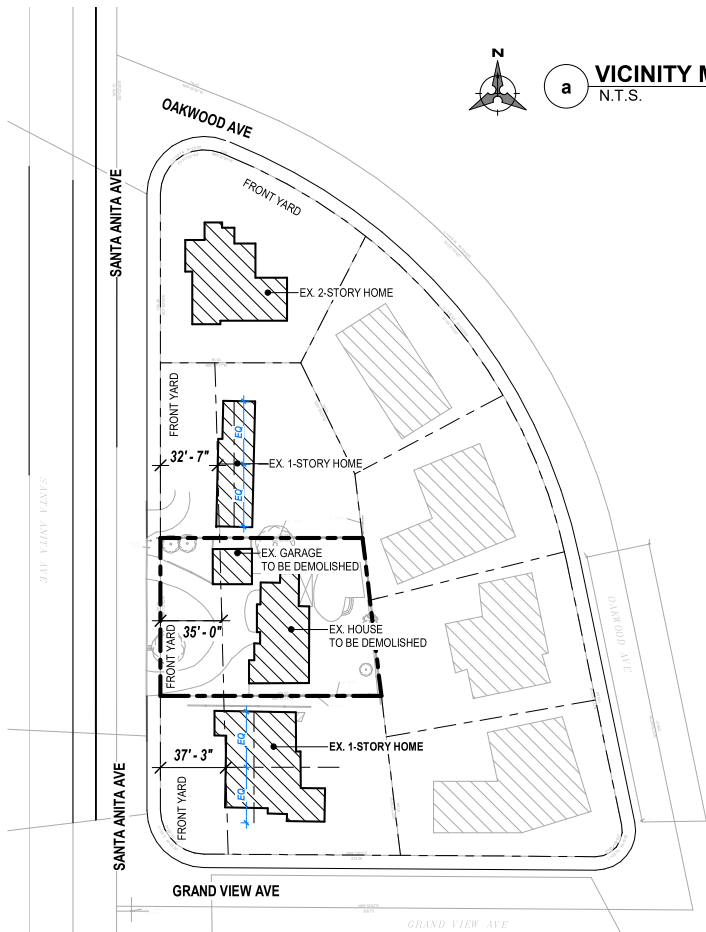 N
a
VICINITY M
N.T.S.
OAKWOOD AVE
FRONT YARD
SANTA ANITA AVE
EX. 2-STORY HOME
FRONT YARD
EQ
32' - 7"
EX. 1-STORY HOME
EQ
SANTA ANITA AVE
EX. GARAGE
TO BE DEMOLISHED
35' - 0"
EX. HOUSE
TO BE DEMOLISHED
FRONT YARD
OAKWOOD AVE
EQ
37' - 3"
EX. 1-STORY HOME
EQ
FRONT YARD
SANTA ANITA AVE
GRAND VIEW AVE
GRAND VIEW AVE